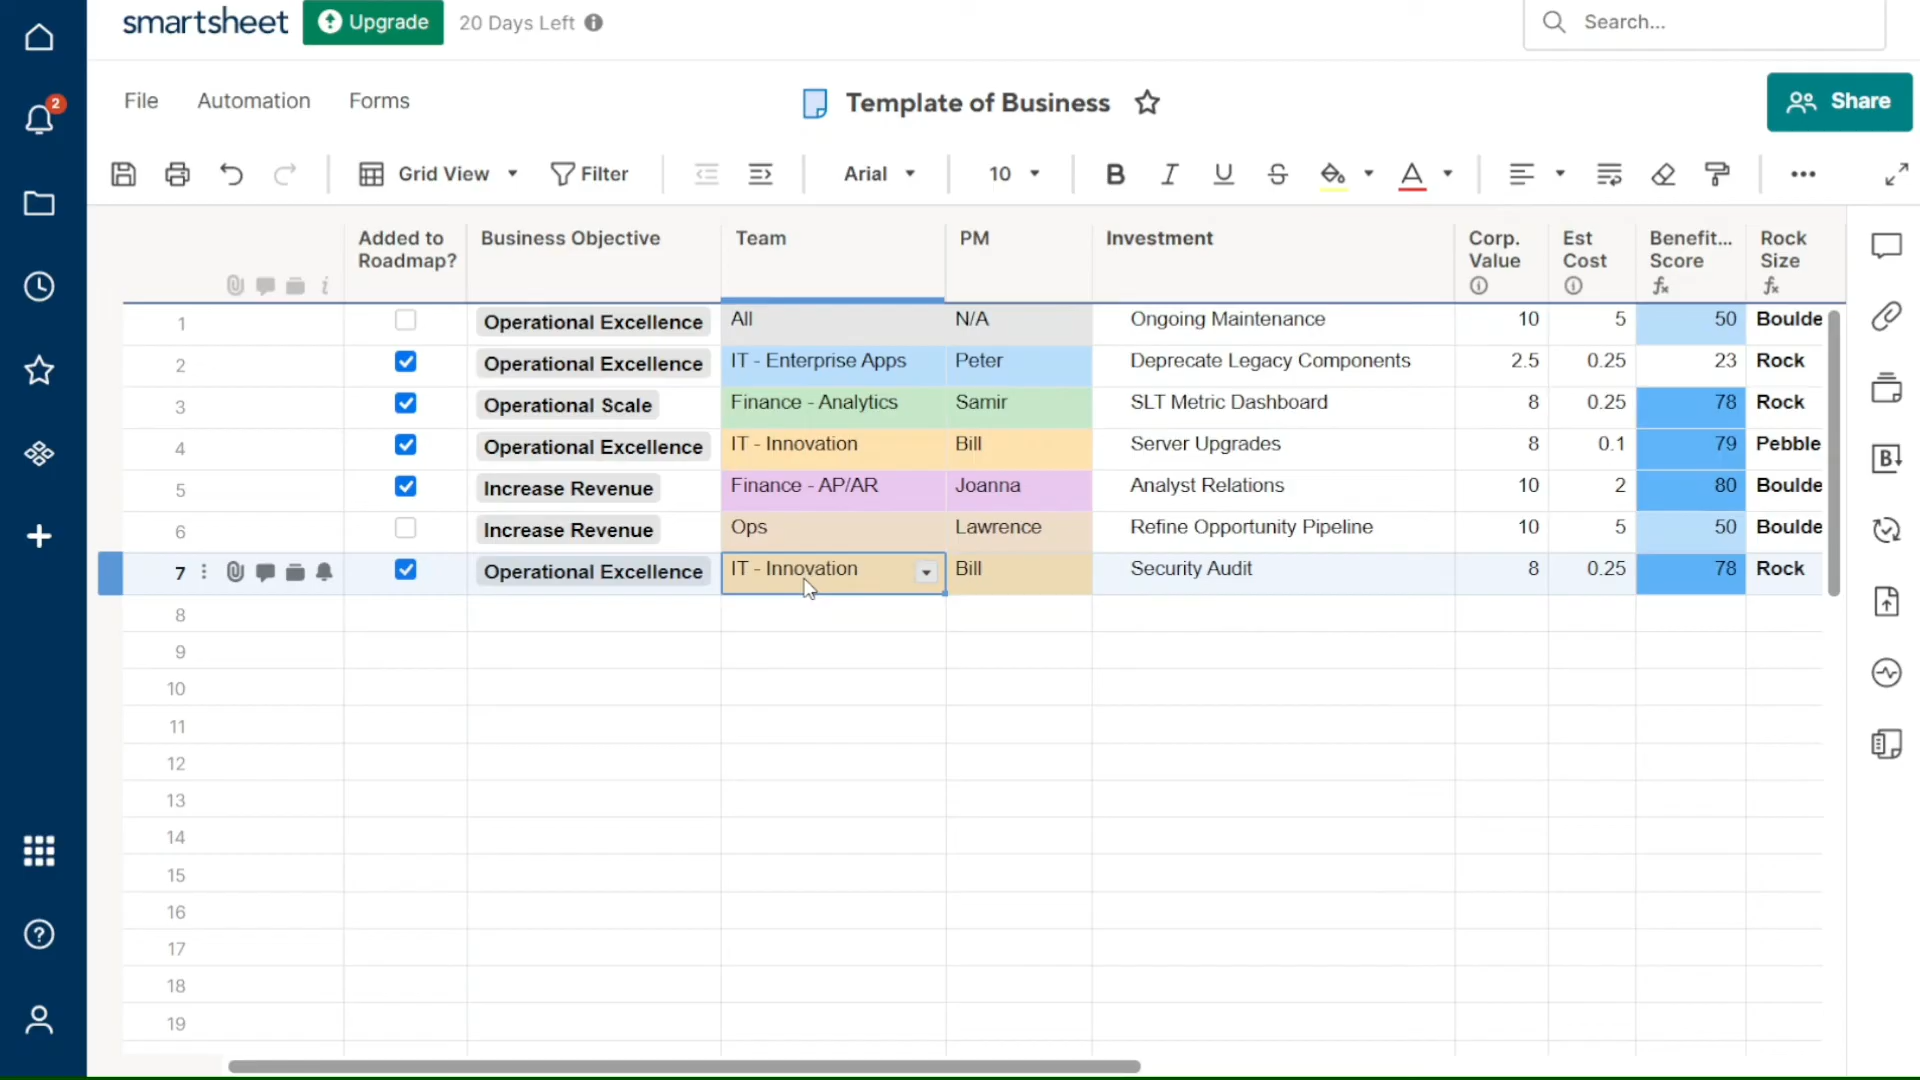 smartsheet Upgrade 20 Days Left Search...
2
File Automation Forms Template of Business Share
Grid View Filter Arial 10 B I U S A ...
Added to Roadmap? Business Objective Team PM Investment Corp. Value Est Cost Benefit... Score Rock Size
fx fx
1 Operational Excellence All N/A Ongoing Maintenance 10 5 50 Boulde
2 Operational Excellence IT - Enterprise Apps Peter Deprecate Legacy Components 2.5 0.25 23 Rock
3 Operational Scale Finance - Analytics Samir SLT Metric Dashboard 8 0.25 78 Rock
4 Operational Excellence IT - Innovation Bill Server Upgrades 8 0.1 79 Pebble
5 Increase Revenue Finance - AP/AR Joanna Analyst Relations 10 2 80 Boulde
6 Increase Revenue Ops Lawrence Refine Opportunity Pipeline 10 5 50 Boulde
7 Operational Excellence IT - Innovation Bill Security Audit 8 0.25 78 Rock
8
9
10
11
12
13
14
15
16
17
18
19